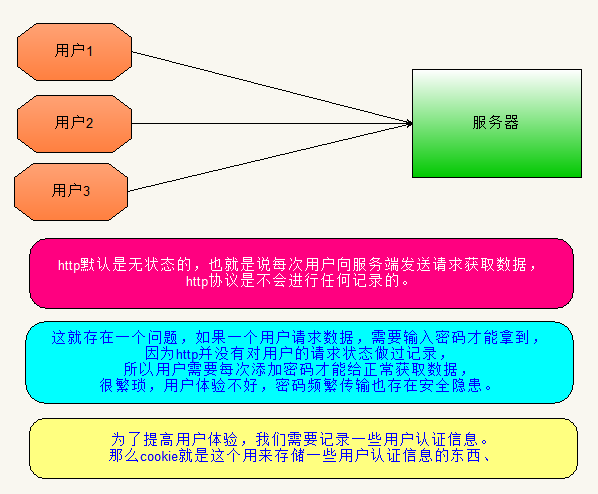 用户1
用户2
用户3
服务器
http默认是无状态的，也就是说每次用户向服务端发送请求获取数据，
http协议是不会进行任何记录的。
这就存在一个问题，如果一个用户请求数据，需要输入密码才能拿到，
因为http并没有对用户的请求状态做过记录，
所以用户需要每次添加密码才能给正常获取数据，
很繁琐，用户体验不好，密码频繁传输也存在安全隐患。
为了提高用户体验，我们需要记录一些用户认证信息。
那么cookie就是这个用来存储一些用户认证信息的东西、